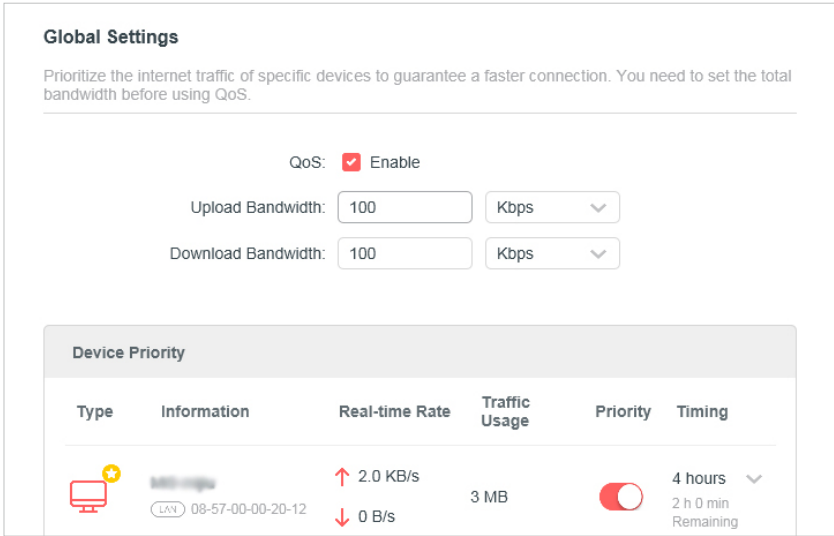 Global Settings
Prioritize the internet traffic of specific devices to guarantee a faster connection. You need to set the total
bandwidth before using QoS.
QoS: Enable
Upload Bandwidth: 100 Kbps
Download Bandwidth: 100 Kbps
Device Priority
Type Information Real-time Rate Traffic Usage Priority Timing
2.0 KB/s
4 hours
LAN 08-57-00-00-20-12
0 B/s
3 MB
2 h 0 min
Remaining